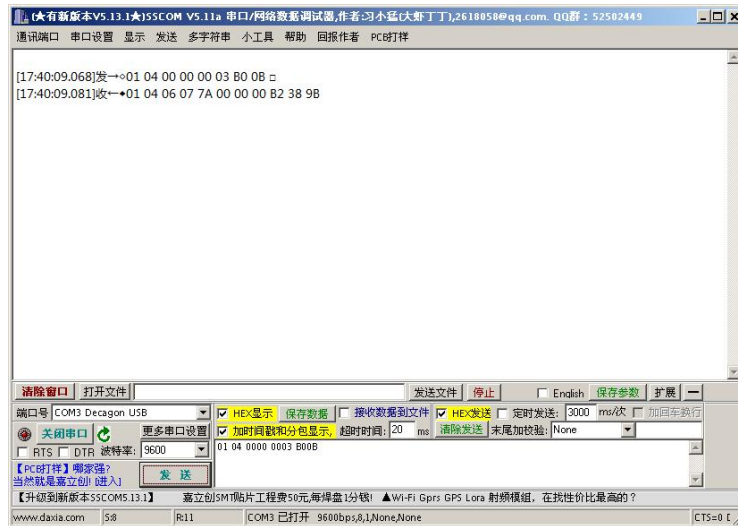 (★有新版本V5.13.1★)SSCOM V5.11a 串口/网络数据调试器,作者:习小猛(大虾丁丁),2618058@qq.com. QQ群：52502449
通讯端口 串口设置 显示 发送 多字符串 小工具 帮助 回报作者 PCB打样
[17:40:09.068]发→◇01 04 00 00 00 03 B0 0B □
[17:40:09.081]收←◆01 04 06 07 7A 00 00 00 B2 38 9B
清除窗口 打开文件 发送文件 停止 English 保存参数 扩展 —
端口号 COM3 Decagon USB HEX显示 保存数据 接收数据到文件 HEX发送 定时发送: 3000 ms/次 加回车换行
关闭串口 更多串口设置 加时间戳和分包显示, 超时时间: 20 ms 清除发送 末尾加校验: None
RTS DTR 波特率: 9600 01 04 0000 0003 B00B
【PCB打样】哪家强?
当然就是嘉立创! [进入] 发 送
【升级到新版本SSCOM5.13.1】 嘉立创SMT贴片工程费50元,每焊盘1分钱! ▲Wi-Fi Gprs GPS Lora 射频模组，在找性价比最高的？
www.daxia.com S:8 R:11 COM3 已打开 9600bps,8,1,None,None CTS=0